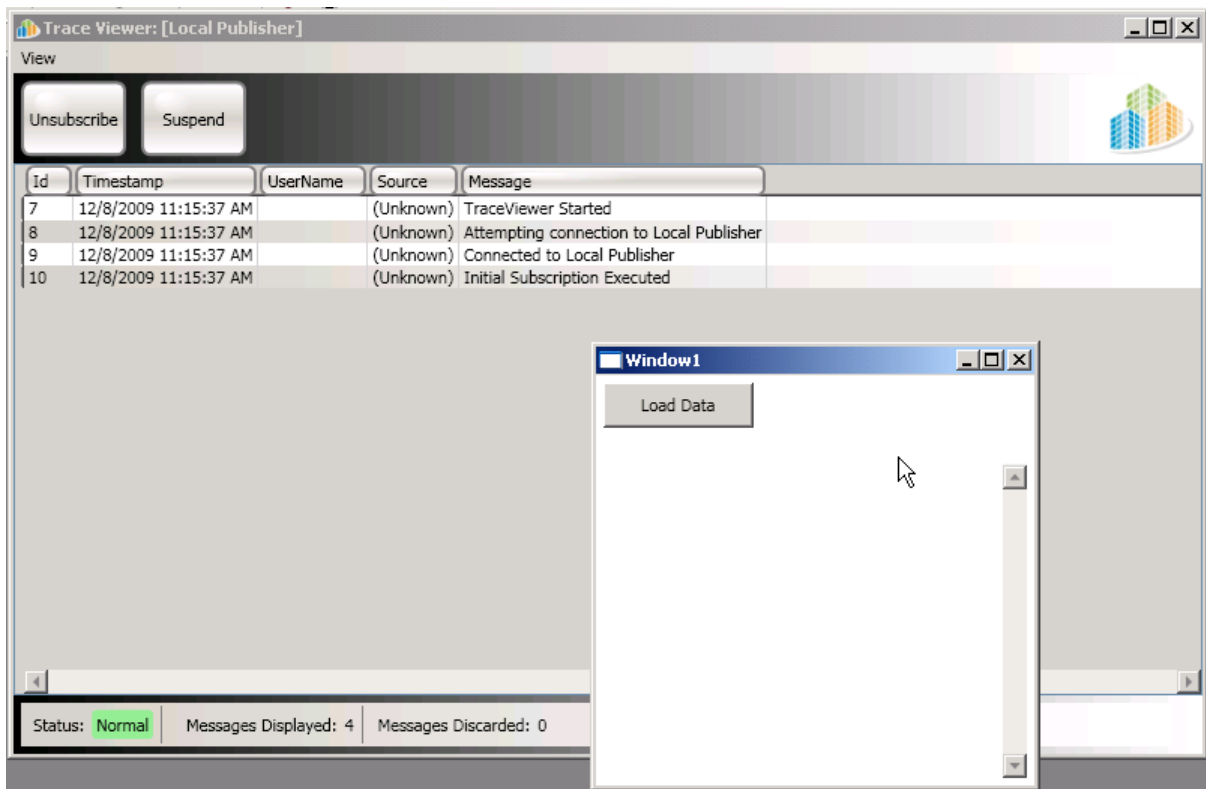 Trace Viewer: [Local Publisher]
View
Unsubscribe Suspend
Id Timestamp UserName Source Message
7 12/8/2009 11:15:37 AM (Unknown) TraceViewer Started
8 12/8/2009 11:15:37 AM (Unknown) Attempting connection to Local Publisher
9 12/8/2009 11:15:37 AM (Unknown) Connected to Local Publisher
10 12/8/2009 11:15:37 AM (Unknown) Initial Subscription Executed
Window1
Load Data
Status: Normal Messages Displayed: 4 Messages Discarded: 0